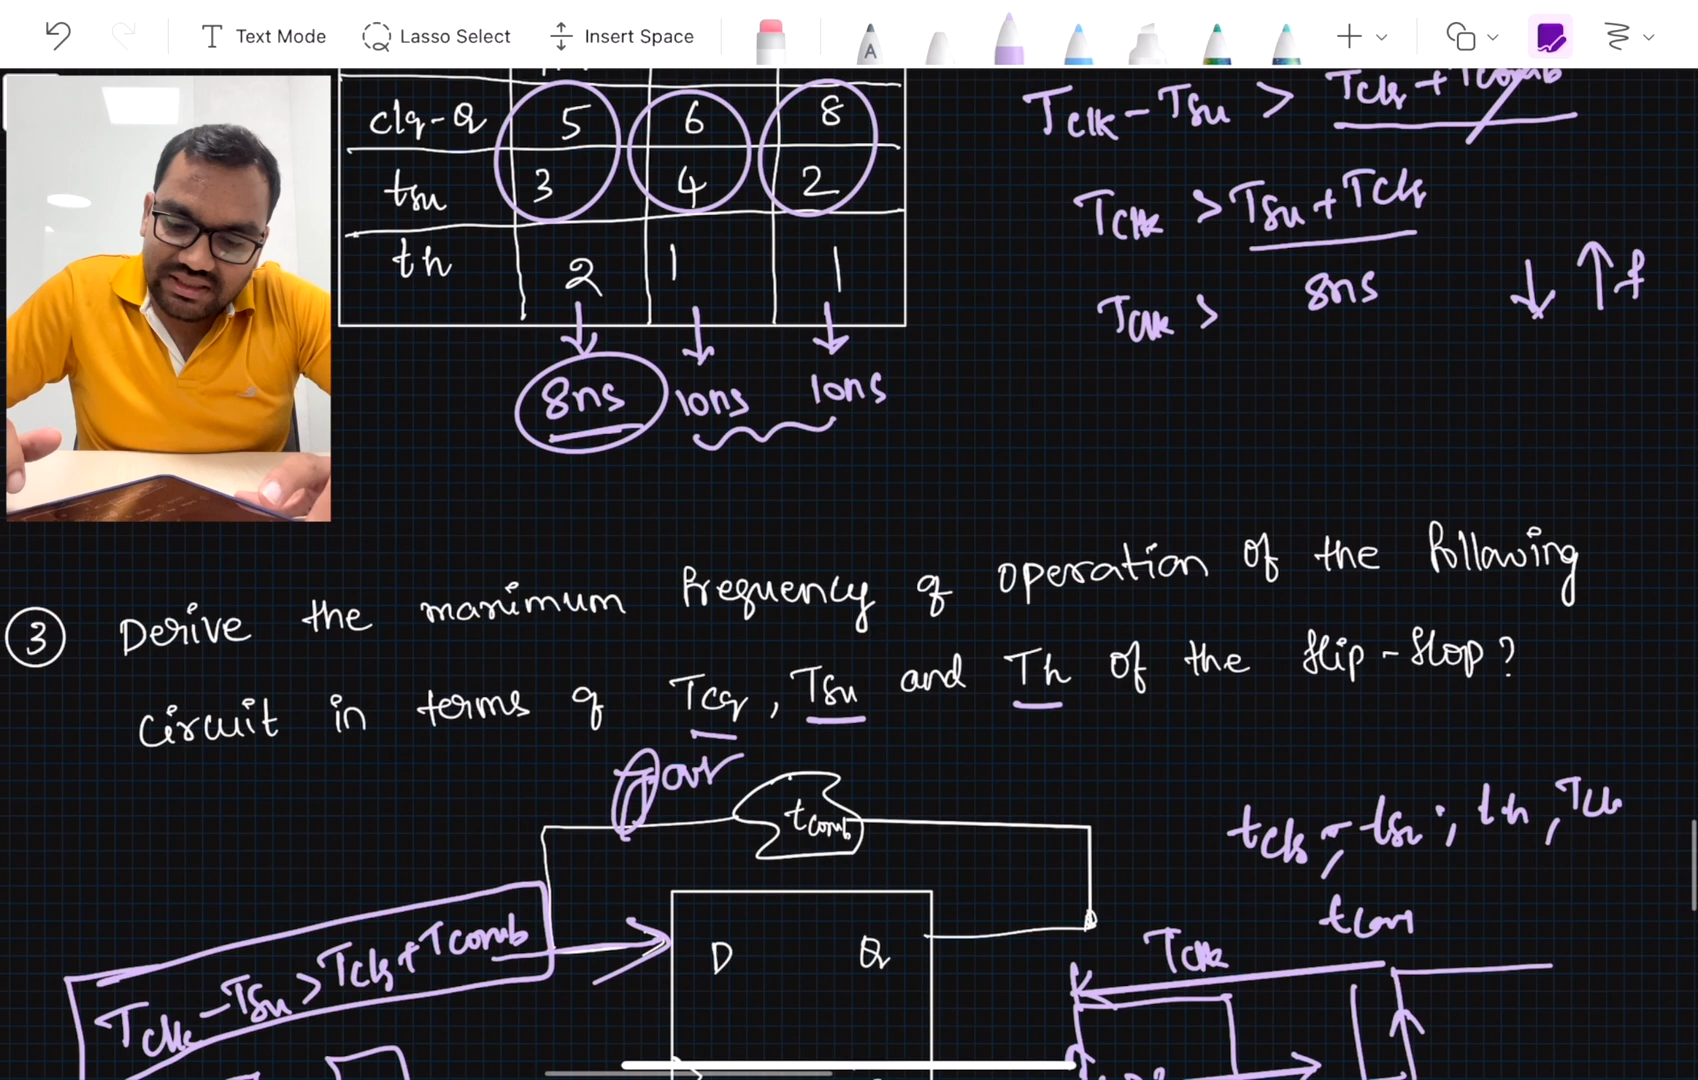 Text Mode Lasso Select Insert Space
A
clq-Q 5 6 8
tsu 3 4 2
th 2 1 1
8ns 10ns 10ns
Tclk - Tsu > Tclq + Tcomb
Tclk > Tsu + Tclq
Tclk > 8ns ↓ ↑ f
③ Derive the maximum frequency of operation of the following
circuit in terms of Tcq, Tsu and Th of the flip-flop?
tcomb
tclq, tsu, th, Tclk
tcom
Tclk - Tsu > Tclq + Tcomb
D Q
Tclk